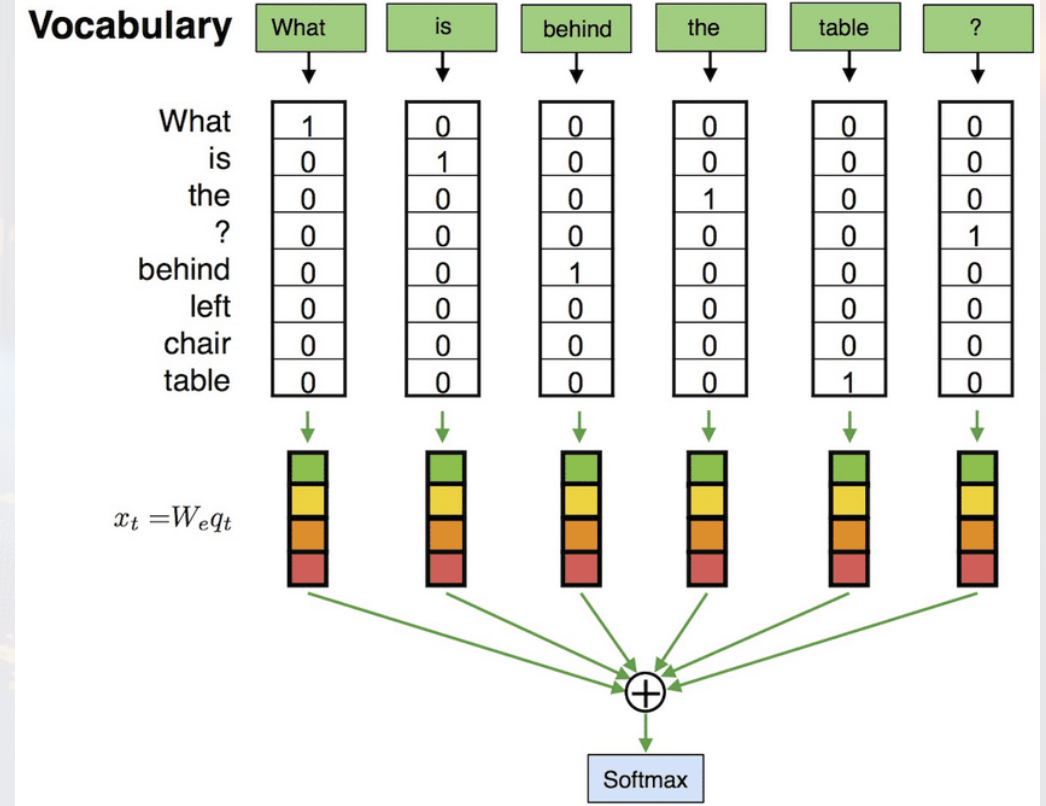 Vocabulary What is behind the table ?
What 1 0 0 0 0 0
is 0 1 0 0 0 0
the 0 0 0 1 0 0
? 0 0 0 0 0 1
behind 0 0 1 0 0 0
left 0 0 0 0 0 0
chair 0 0 0 0 0 0
table 0 0 0 0 1 0
xₜ =Wₑqₜ
+
Softmax